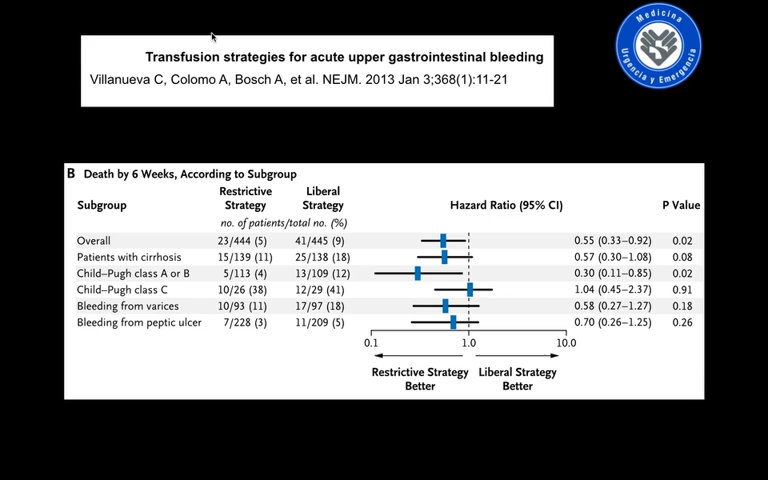 Medicina
Urgencia y Emergencia
Transfusion strategies for acute upper gastrointestinal bleeding
Villanueva C, Colomo A, Bosch A, et al. NEJM. 2013 Jan 3;368(1):11-21
B Death by 6 Weeks, According to Subgroup
Subgroup Restrictive Strategy Liberal Strategy Hazard Ratio (95% CI) P Value
no. of patients/total no. (%)
Overall 23/444 (5) 41/445 (9) 0.55 (0.33–0.92) 0.02
Patients with cirrhosis 15/139 (11) 25/138 (18) 0.57 (0.30–1.08) 0.08
Child–Pugh class A or B 5/113 (4) 13/109 (12) 0.30 (0.11–0.85) 0.02
Child–Pugh class C 10/26 (38) 12/29 (41) 1.04 (0.45–2.37) 0.91
Bleeding from varices 10/93 (11) 17/97 (18) 0.58 (0.27–1.27) 0.18
Bleeding from peptic ulcer 7/228 (3) 11/209 (5) 0.70 (0.26–1.25) 0.26
0.1 1.0 10.0
Restrictive Strategy Better Liberal Strategy Better